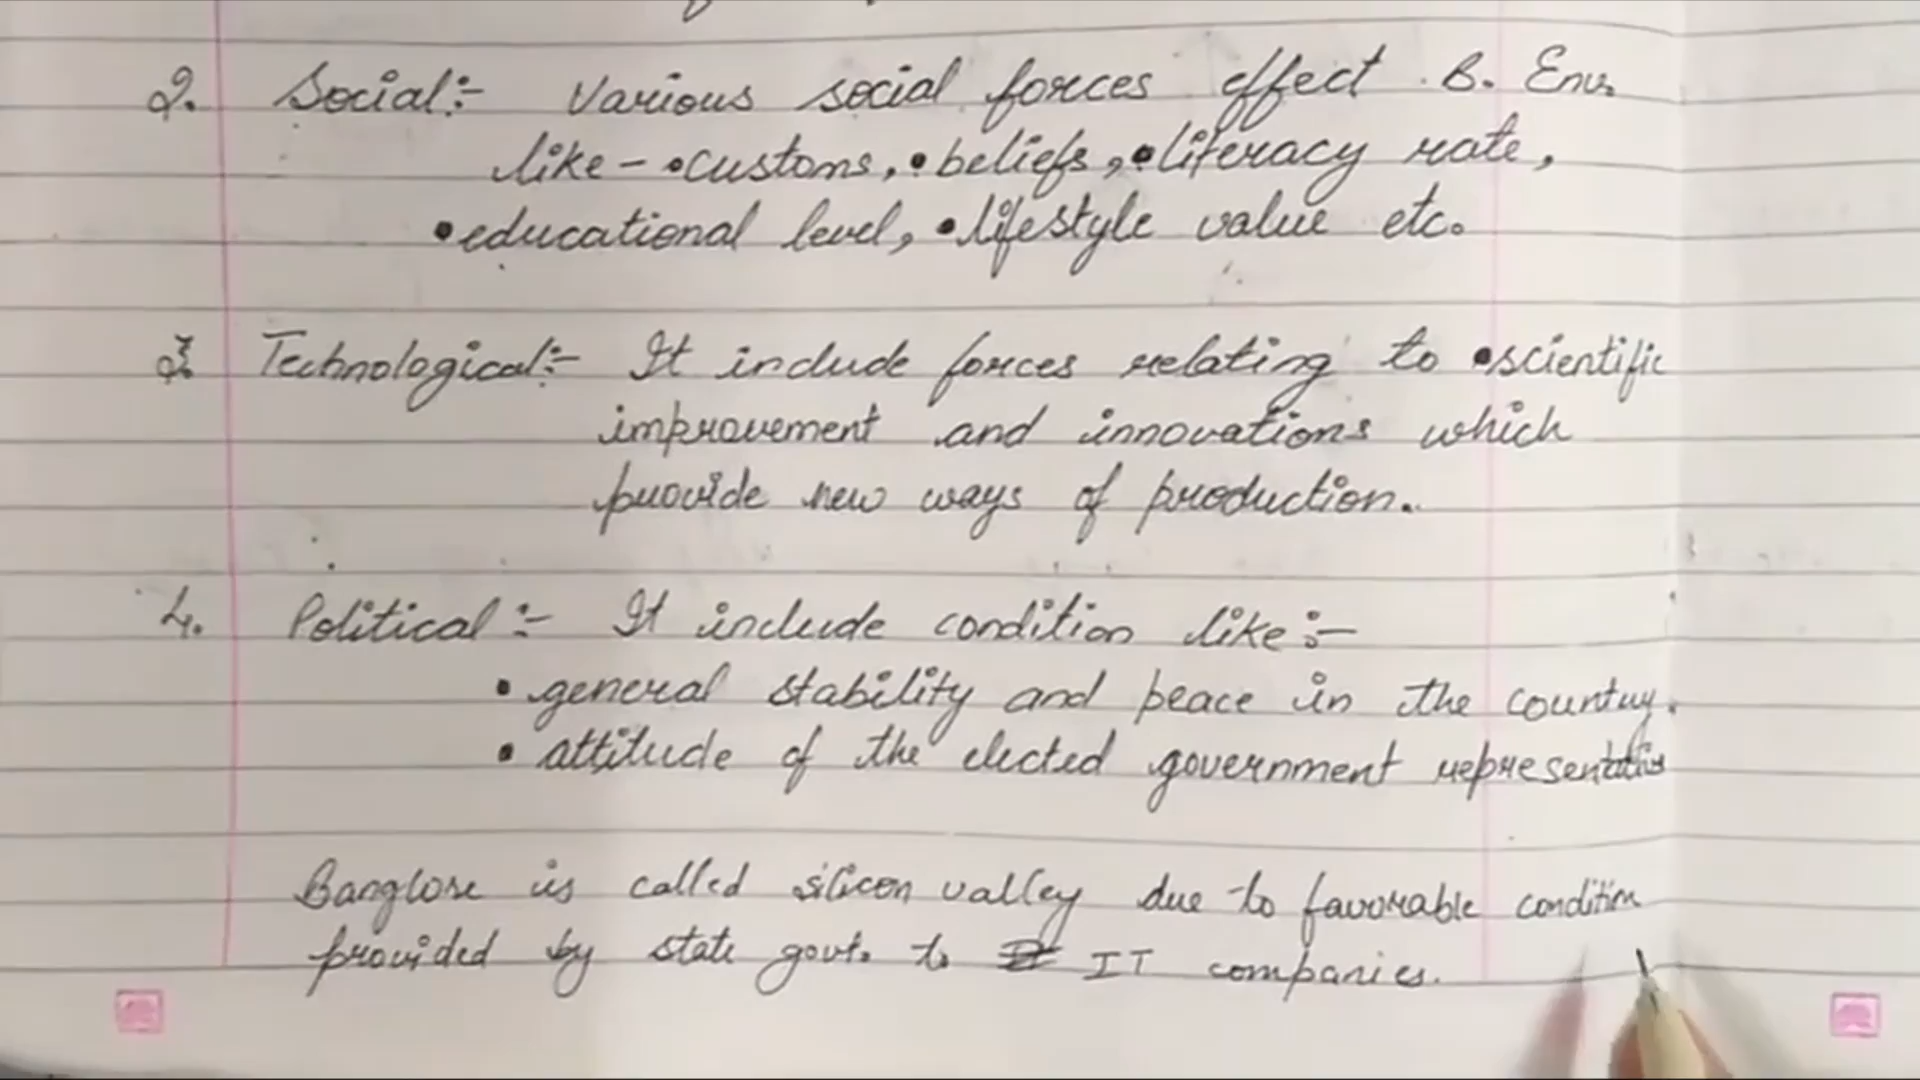 2. Social:- Various social forces effect B. Env.
like - •customs, •beliefs, •literacy rate,
•educational level, •lifestyle value etc.
3. Technological:- It include forces relating to •scientific
improvement and innovations which
provide new ways of production.
4. Political:- It include condition like:-
• general stability and peace in the country.
• attitude of the elected government representatives
Banglore is called silicon valley due to favorable condition
provided by state govt. to IT companies.